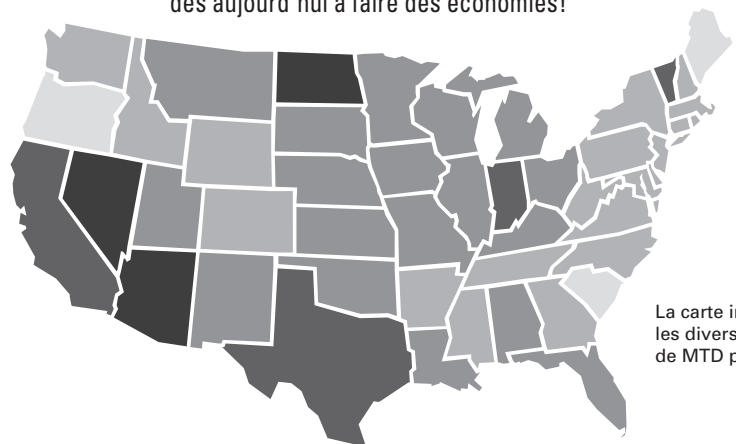 dès aujourd'hui à faire des économies!
La carte in
les divers
de MTD p